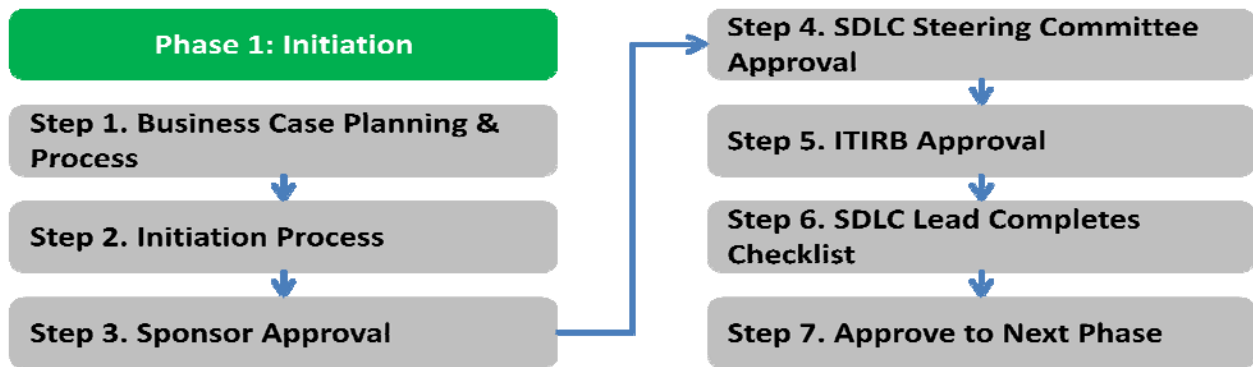 Phase 1: Initiation
Step 1. Business Case Planning &
Process
Step 2. Initiation Process
Step 3. Sponsor Approval
Step 4. SDLC Steering Committee
Approval
Step 5. ITIRB Approval
Step 6. SDLC Lead Completes
Checklist
Step 7. Approve to Next Phase